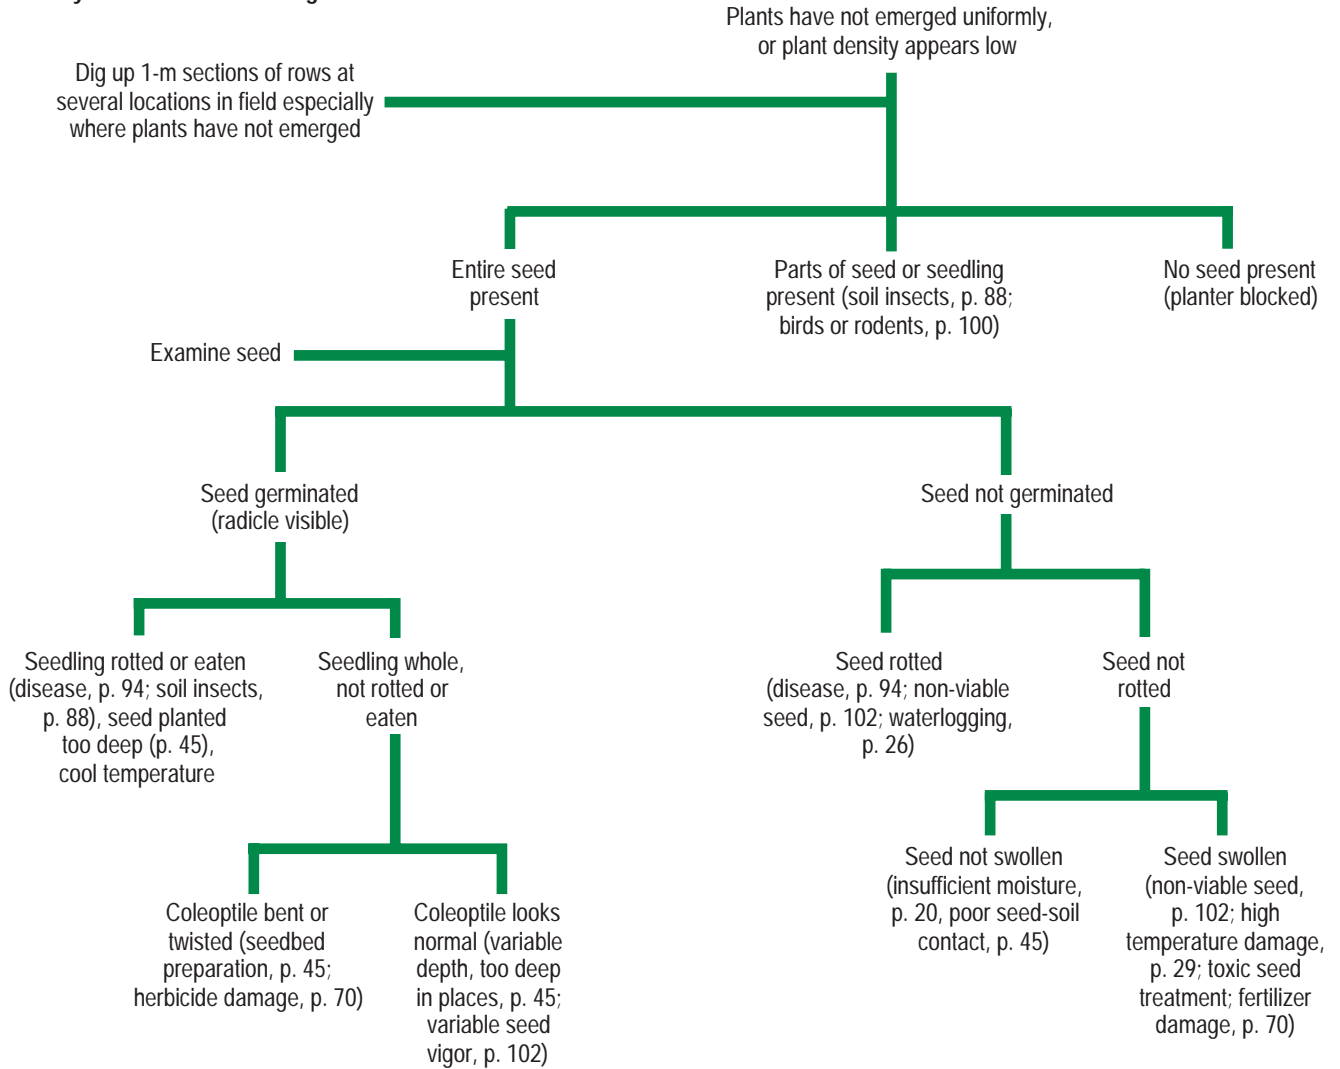 Plants have not emerged uniformly,
or plant density appears low
Dig up 1-m sections of rows at
several locations in field especially
where plants have not emerged
Entire seed
present
Parts of seed or seedling
present (soil insects, p. 88;
birds or rodents, p. 100)
No seed present
(planter blocked)
Examine seed
Seed germinated
(radicle visible)
Seed not germinated
Seedling rotted or eaten
(disease, p. 94; soil insects,
p. 88), seed planted
too deep (p. 45),
cool temperature
Seedling whole,
not rotted or
eaten
Seed rotted
(disease, p. 94; non-viable
seed, p. 102; waterlogging,
p. 26)
Seed not
rotted
Coleoptile bent or
twisted (seedbed
preparation, p. 45;
herbicide damage, p. 70)
Coleoptile looks
normal (variable
depth, too deep
in places, p. 45;
variable seed
vigor, p. 102)
Seed not swollen
(insufficient moisture,
p. 20, poor seed-soil
contact, p. 45)
Seed swollen
(non-viable seed,
p. 102; high
temperature damage,
p. 29; toxic seed
treatment; fertilizer
damage, p. 70)